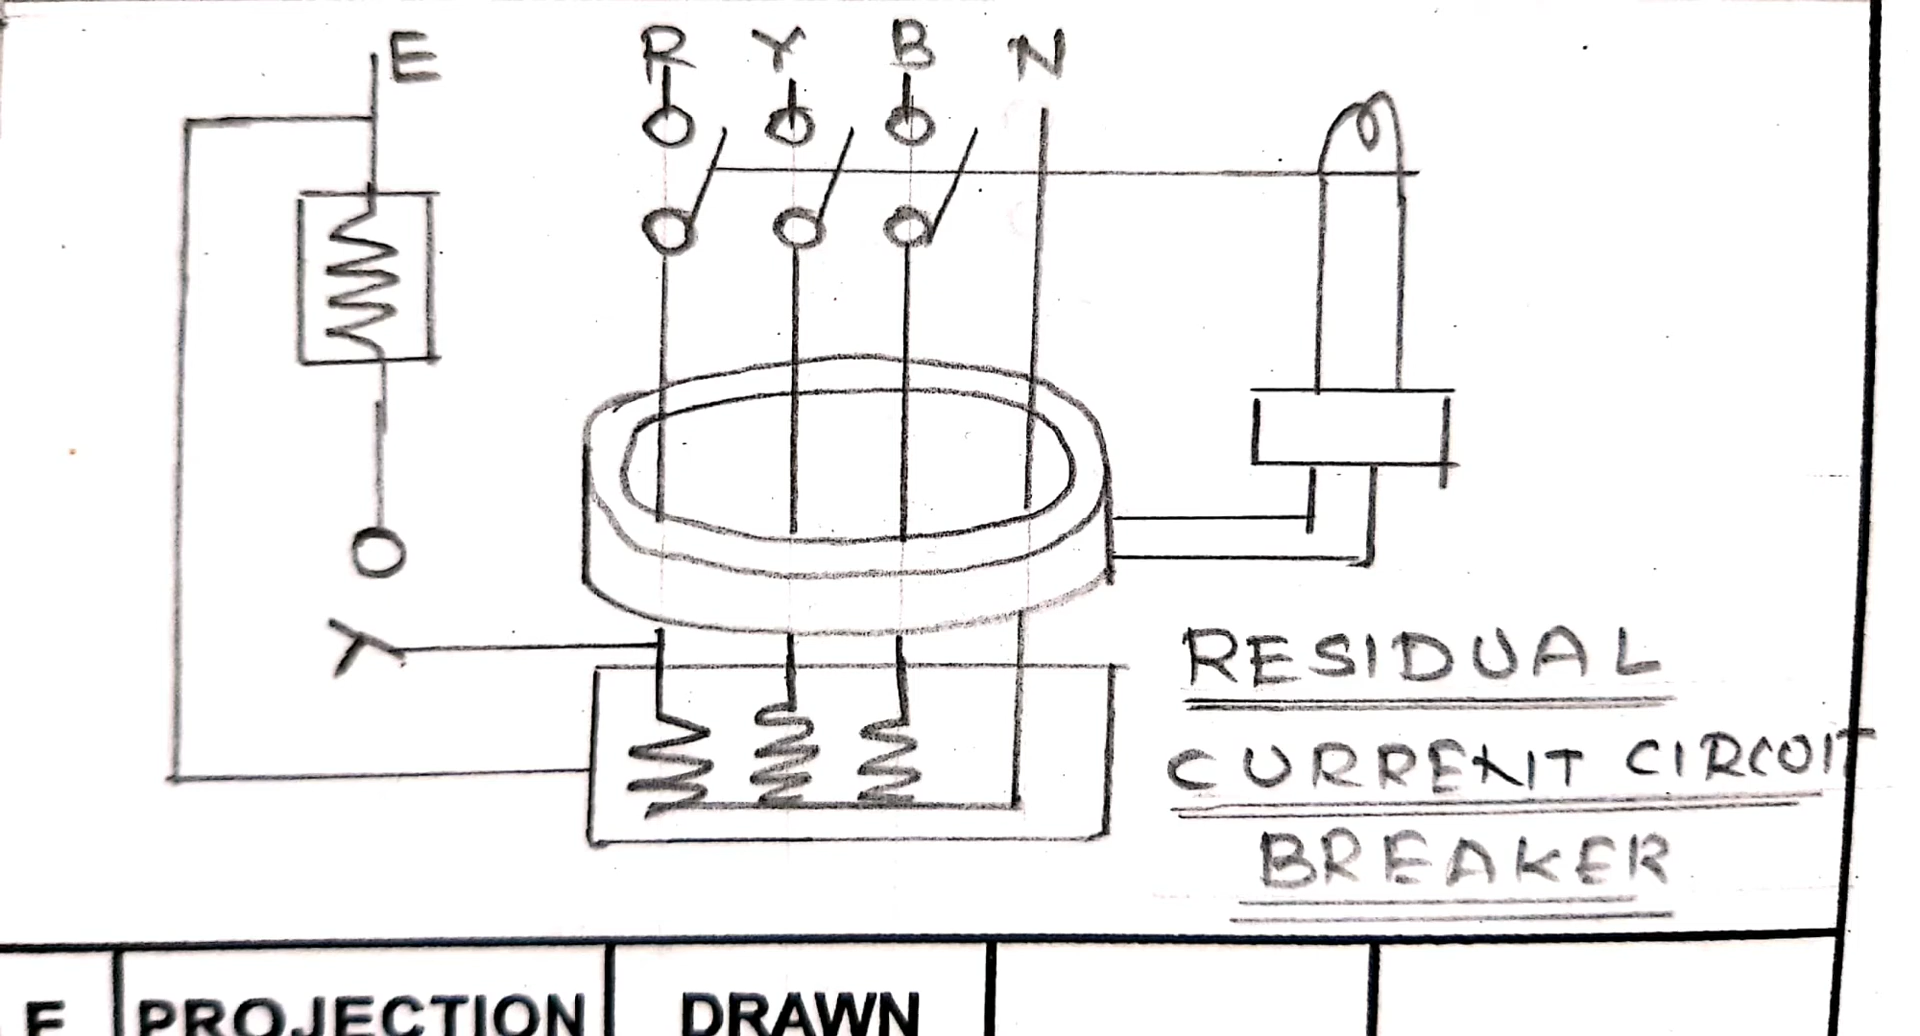 E R Y B N
RESIDUAL
CURRENT CIRCUIT
BREAKER
E PROJECTION DRAWN